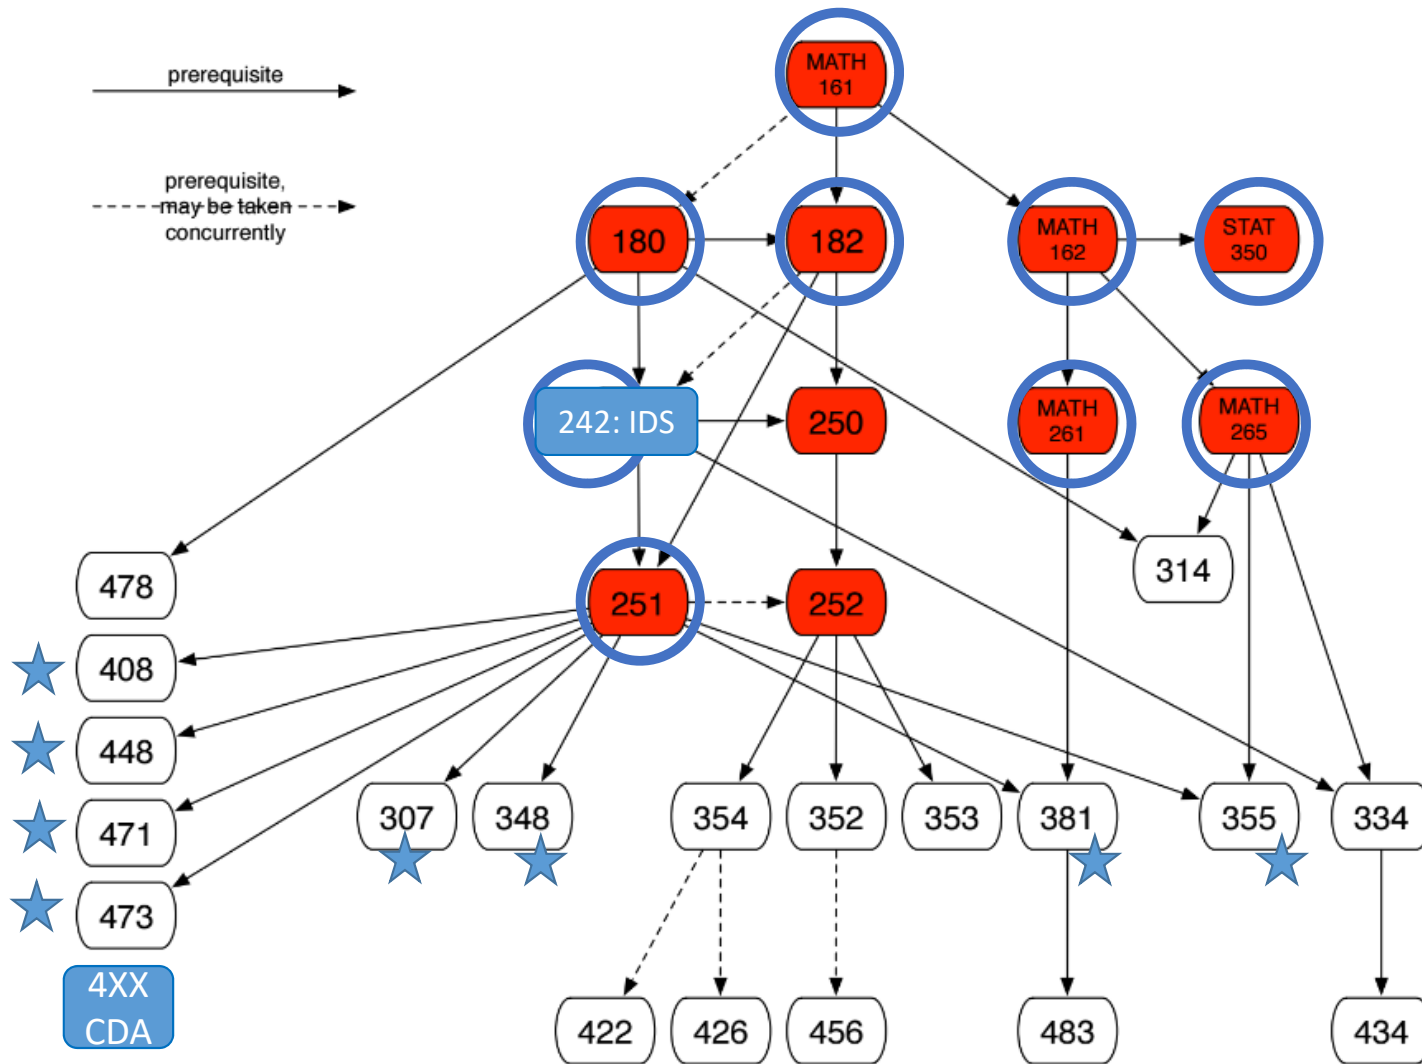 prerequisite
prerequisite,
may be taken
concurrently
MATH
161
180
182
MATH
162
STAT
350
242: IDS
250
MATH
261
MATH
265
478
251
252
314
408
448
471
307
348
354
352
353
381
355
334
473
4XX
CDA
422
426
456
483
434